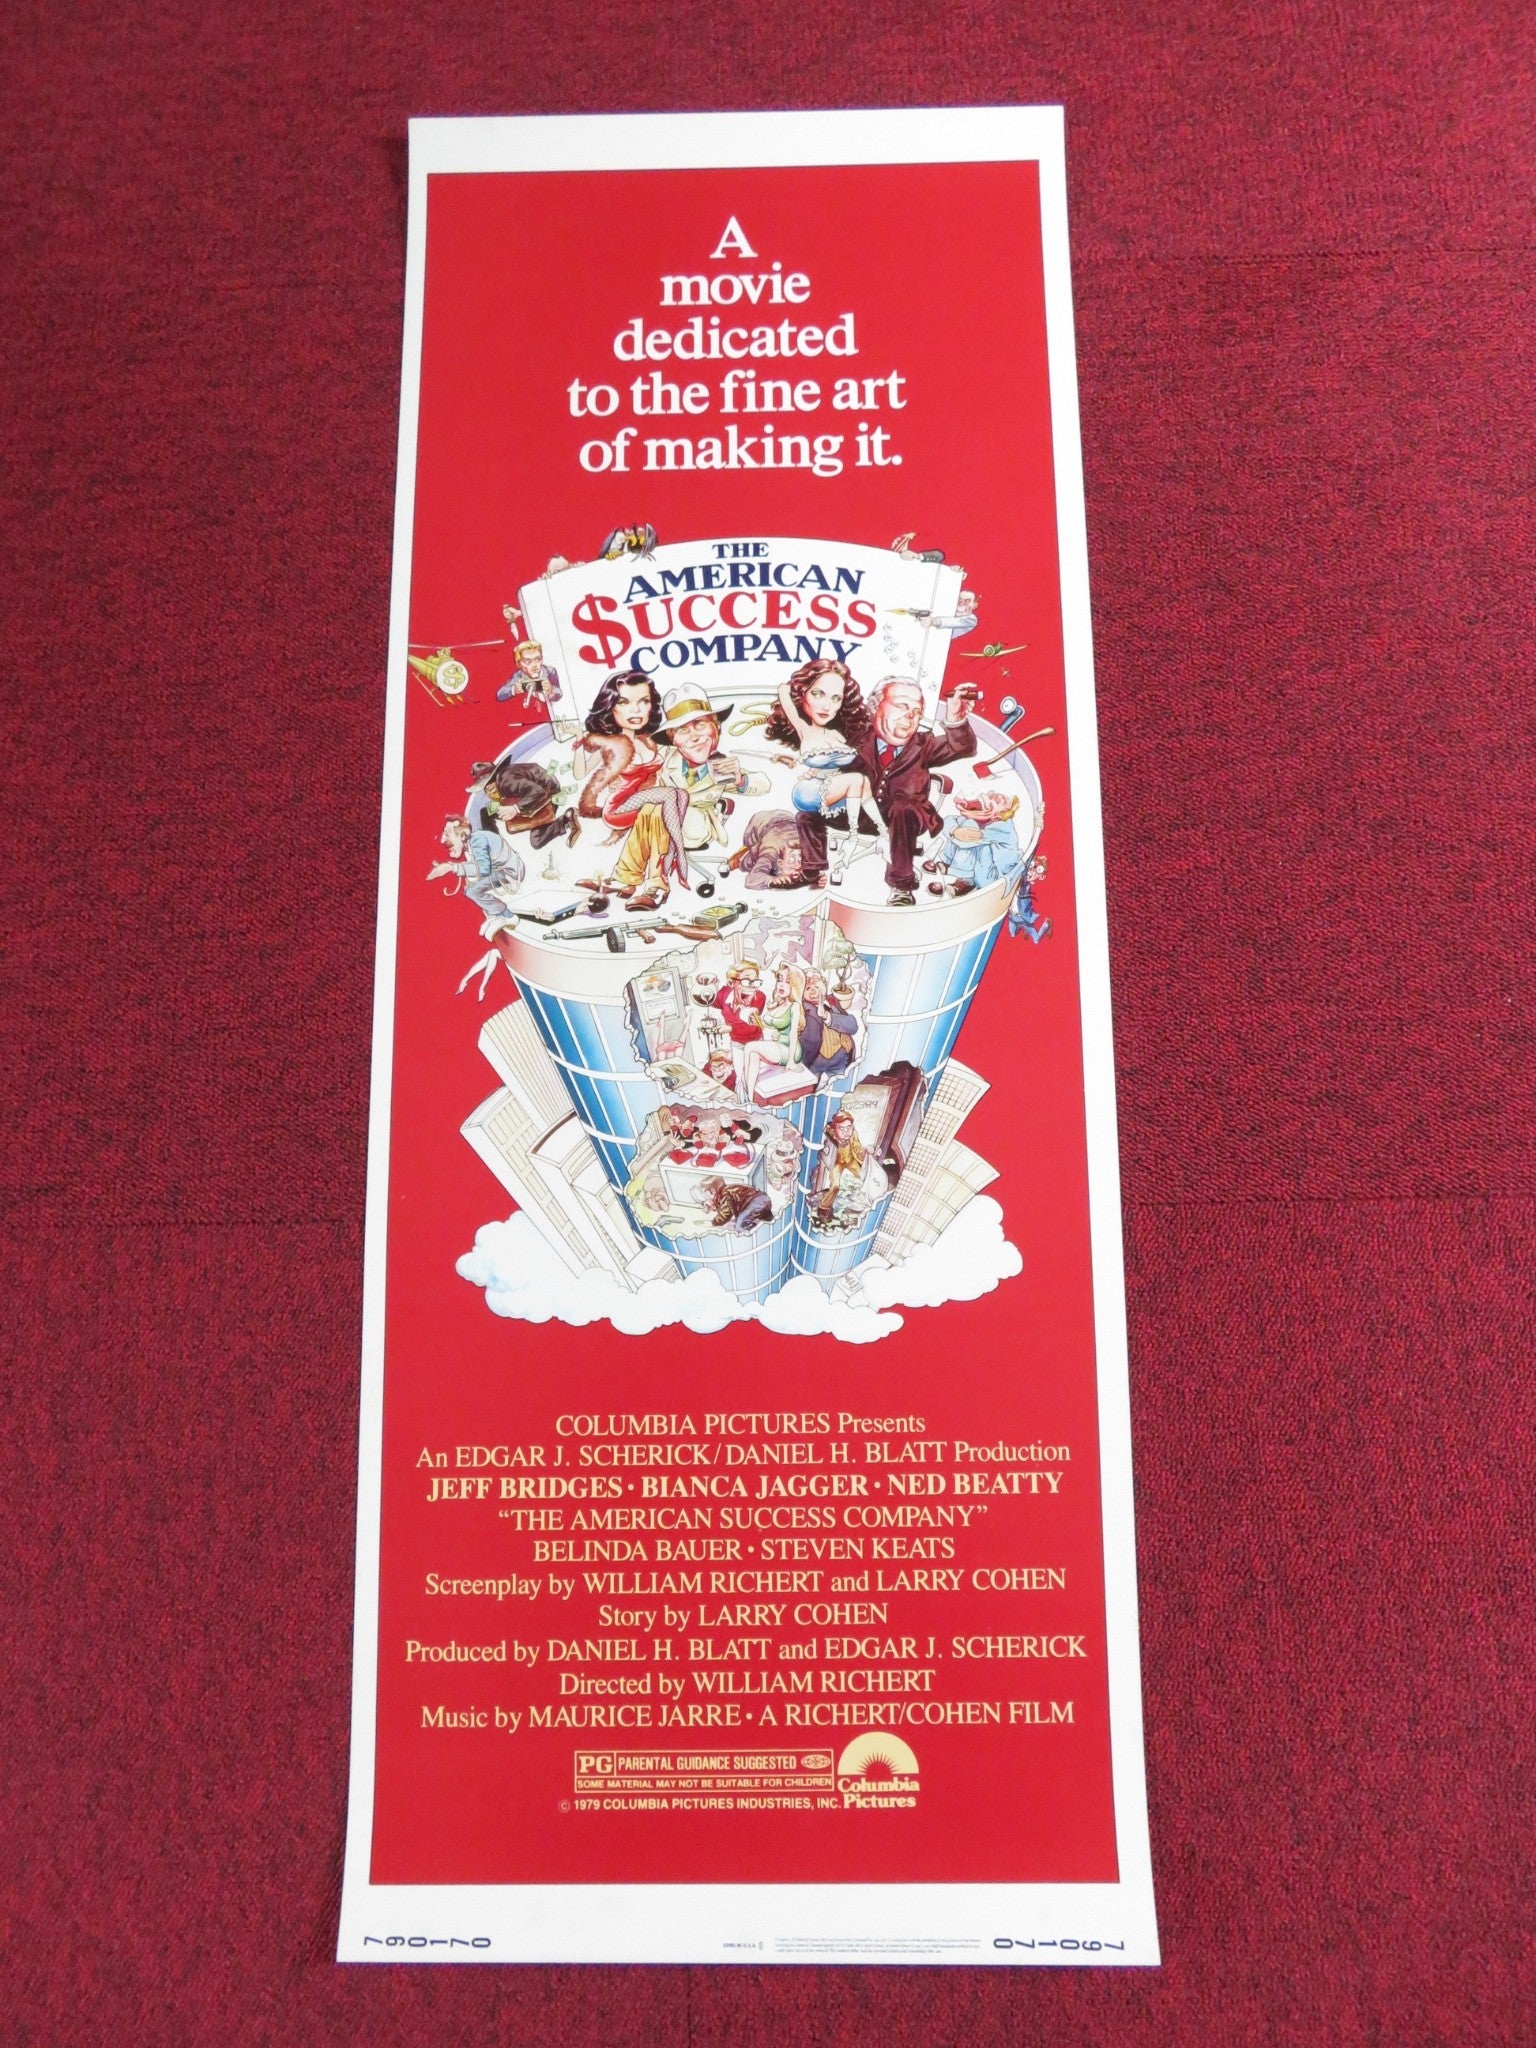 A
movie
dedicated
to the fine art
of making it.
THE
AMERICAN
$UCCESS
COMPANY
COLUMBIA PICTURES Presents
An EDGAR J. SCHERICK/DANIEL H. BLATT Production
JEFF BRIDGES • BIANCA JAGGER • NED BEATTY
“THE AMERICAN SUCCESS COMPANY”
BELINDA BAUER • STEVEN KEATS
Screenplay by WILLIAM RICHERT and LARRY COHEN
Story by LARRY COHEN
Produced by DANIEL H. BLATT and EDGAR J. SCHERICK
Directed by WILLIAM RICHERT
Music by MAURICE JARRE • A RICHERT/COHEN FILM
PG PARENTAL GUIDANCE SUGGESTED
SOME MATERIAL MAY NOT BE SUITABLE FOR CHILDREN
© 1979 COLUMBIA PICTURES INDUSTRIES, INC.
Columbia
Pictures
790170
790170